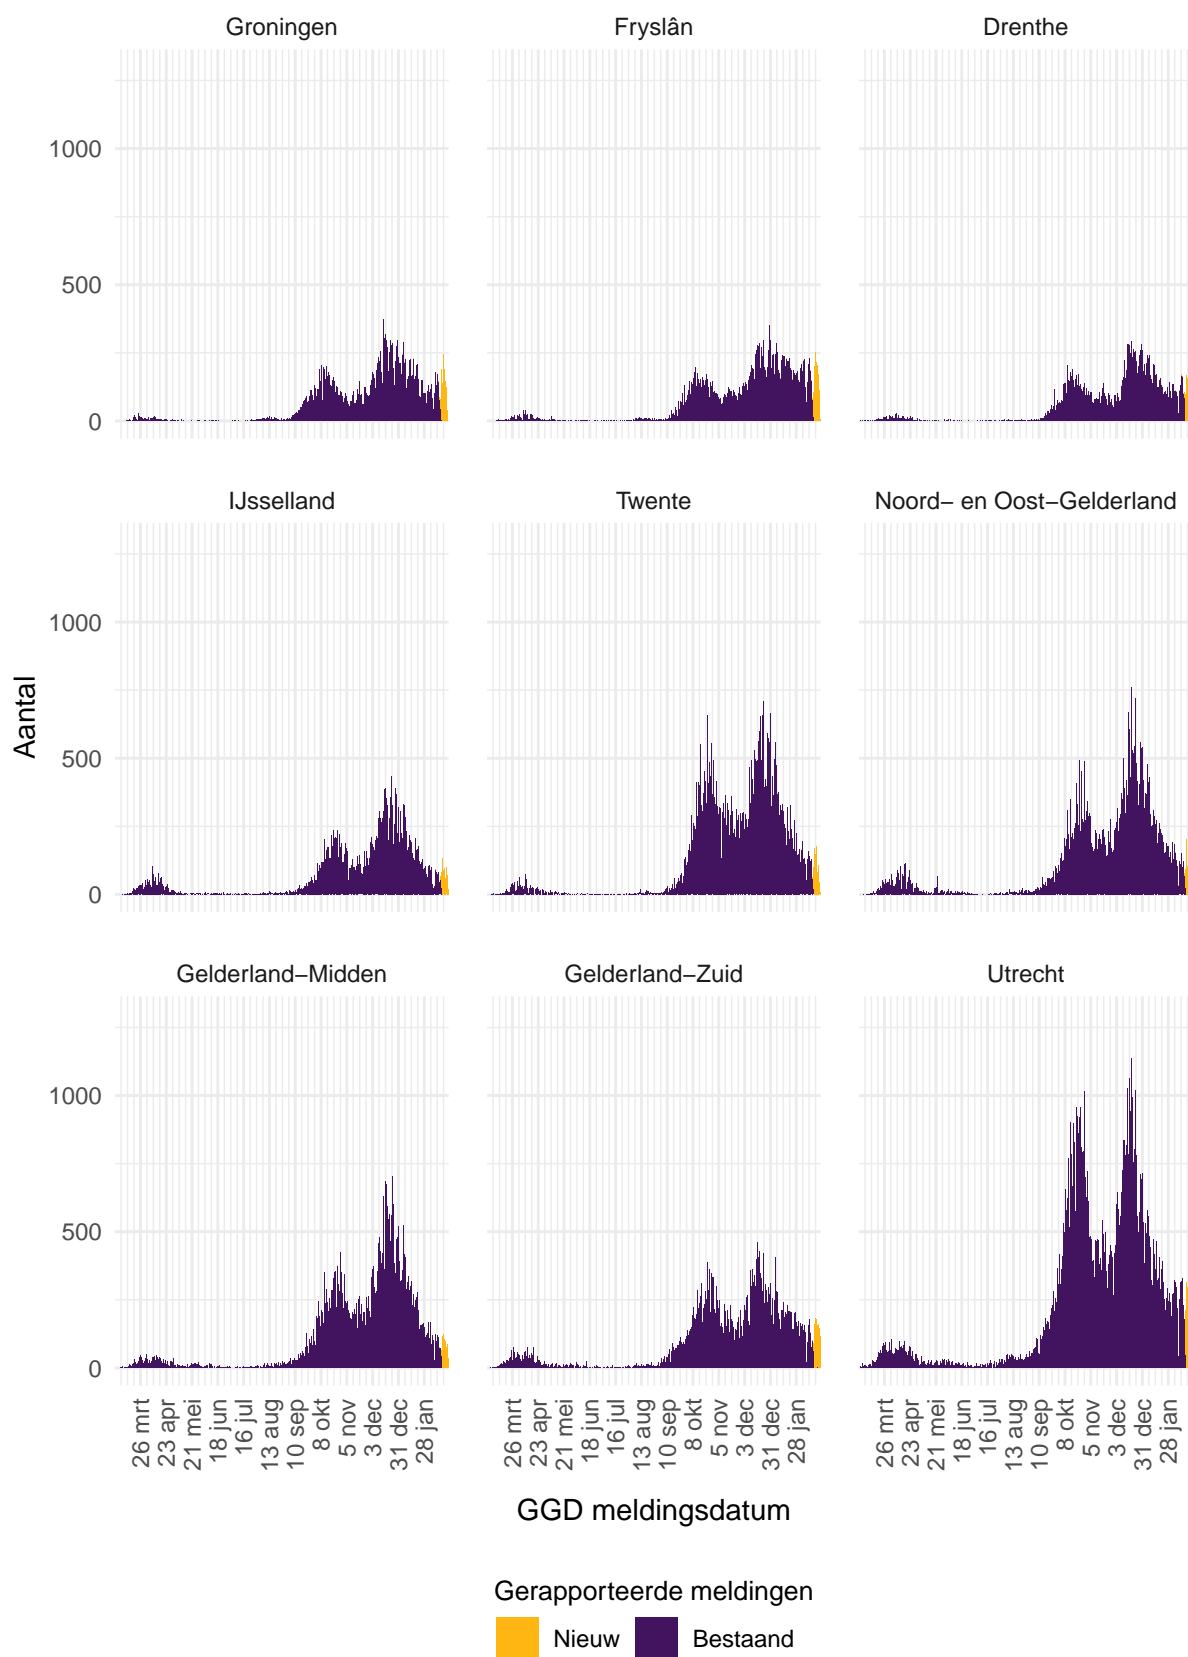 Groningen
Fryslân
Drenthe
1000
500
0
IJsselland
Twente
Noord− en Oost−Gelderland
1000
500
0
Aantal
Gelderland−Midden
Gelderland−Zuid
Utrecht
1000
500
0
26 mrt
23 apr
21 mei
18 jun
16 jul
13 aug
10 sep
8 okt
5 nov
3 dec
31 dec
28 jan
26 mrt
23 apr
21 mei
18 jun
16 jul
13 aug
10 sep
8 okt
5 nov
3 dec
31 dec
28 jan
26 mrt
23 apr
21 mei
18 jun
16 jul
13 aug
10 sep
8 okt
5 nov
3 dec
31 dec
28 jan
GGD meldingsdatum
Gerapporteerde meldingen
Nieuw
Bestaand